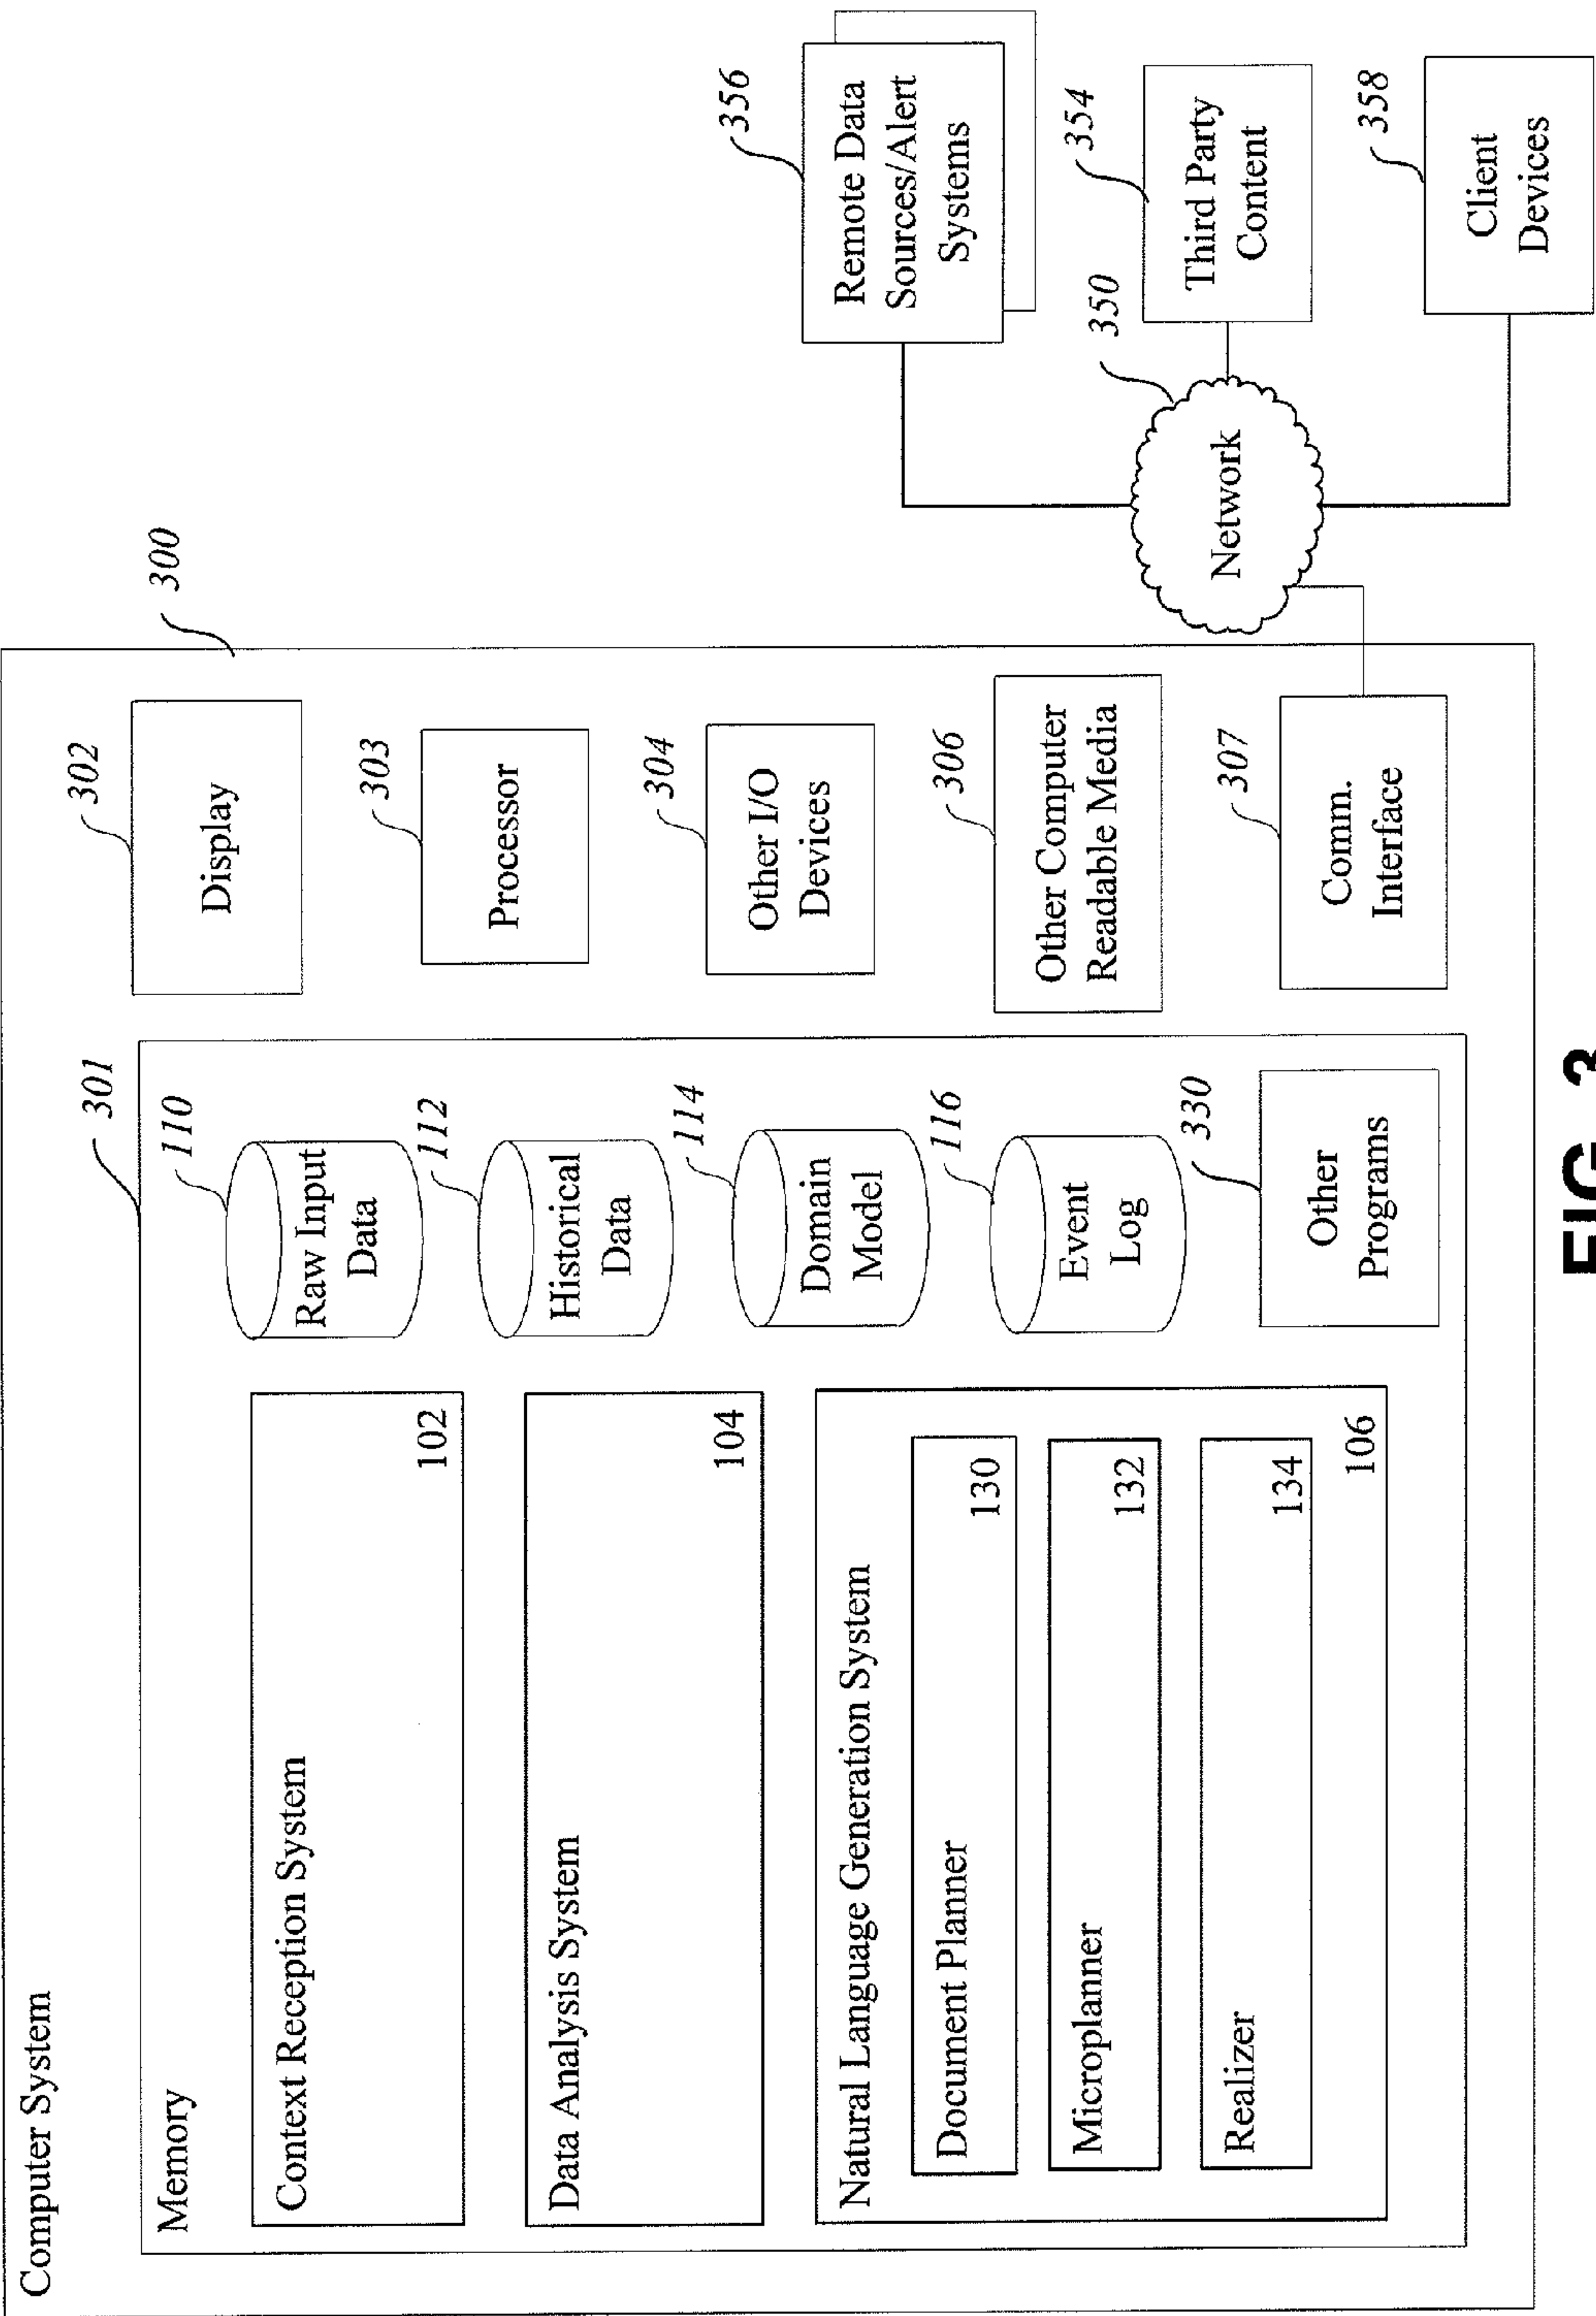 Computer System
300
Memory
301
Context Reception System
102
Data Analysis System
104
Natural Language Generation System
Document Planner
130
Microplanner
132
Realizer
134
106
110
Raw Input
Data
112
Historical
Data
114
Domain
Model
116
Event
Log
330
Other
Programs
302
Display
303
Processor
304
Other I/O
Devices
306
Other Computer
Readable Media
307
Comm.
Interface
350
Network
356
Remote Data
Sources/Alert
Systems
354
Third Party
Content
358
Client
Devices
FIG. 3